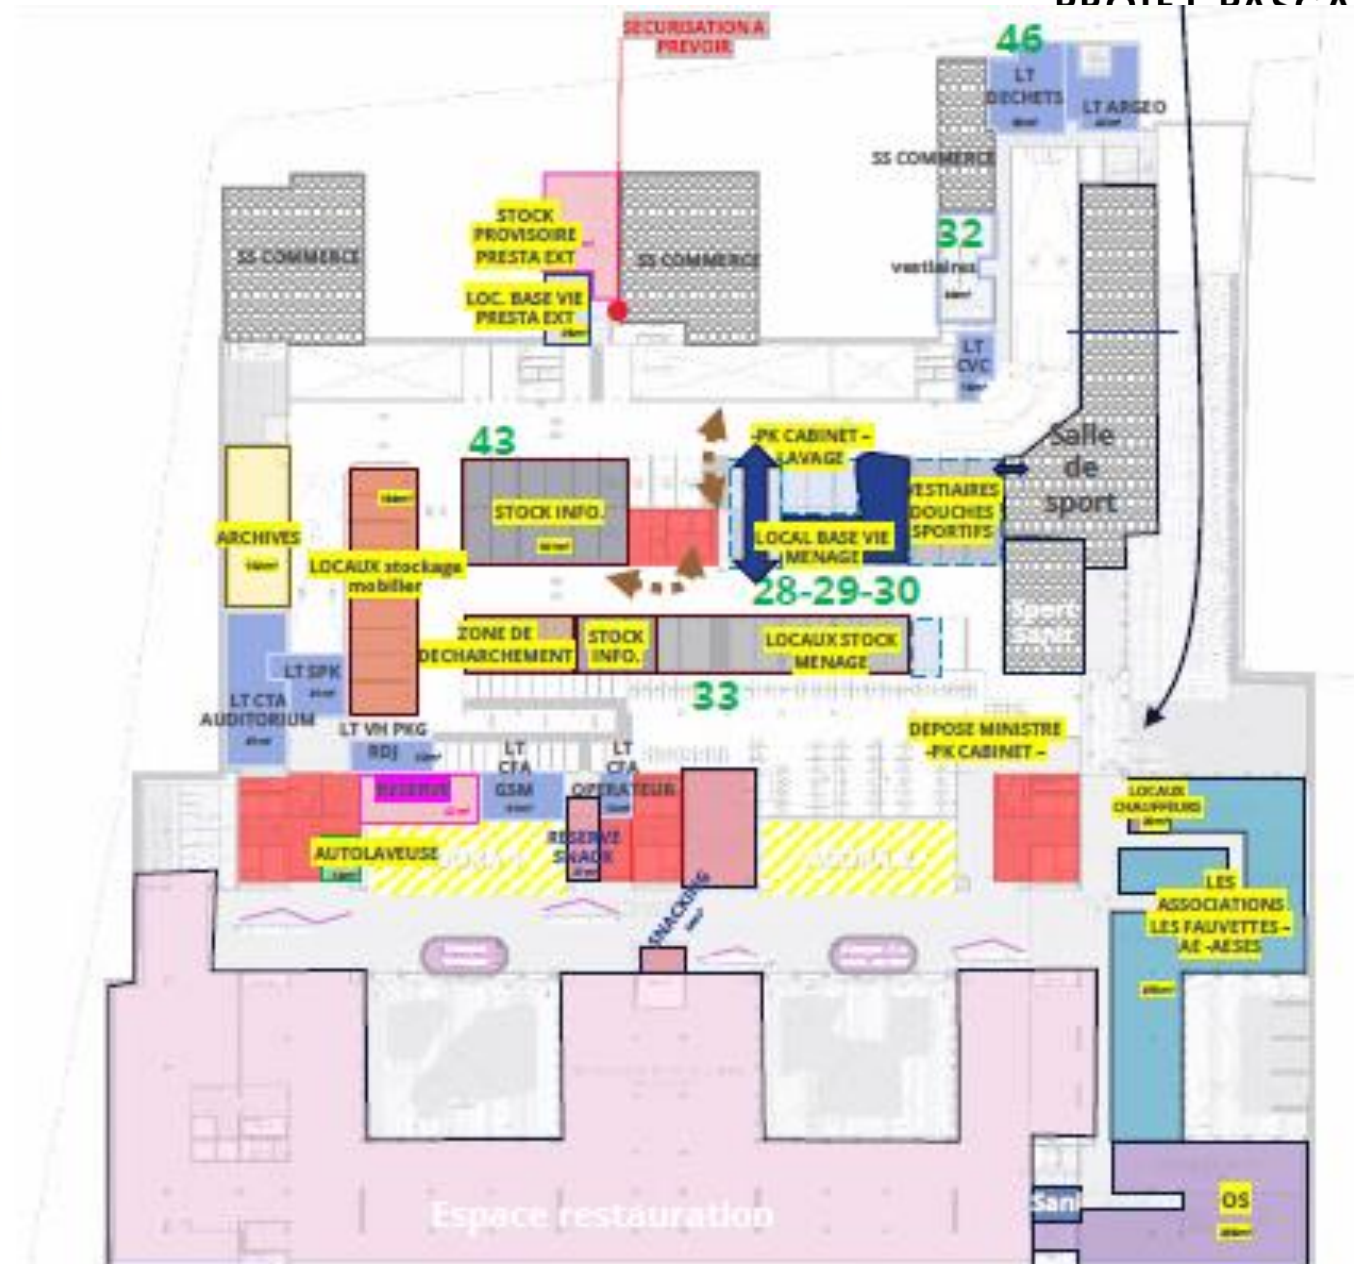 SECURISATION A
PREVOIR
46
LT
DECHETS
LT ARGEO
SS COMMERCE
STOCK
PROVISOIRE
PRESTA EXT
SS COMMERCE
SS COMMERCE
32
vestiaires
LOC. BASE VIE
PRESTA EXT
LT
CVC
43
-PK CABINET –
LAVAGE
Salle
de
sport
STOCK INFO.
VESTIAIRES
DOUCHES
SPORTIFS
ARCHIVES
LOCAL BASE VIE
MENAGE
LOCAUX stockage
mobilier
28-29-30
Sport
Sanit
ZONE DE
DECHARCHEMENT
STOCK
INFO.
LOCAUX STOCK
MENAGE
LT SPK
33
LT CTA
AUDITORIUM
LT VH PKG
RDJ
DEPOSE MINISTRE
-PK CABINET –
LT
CFA
GSM
LT
CFA
OPERATEUR
RESERVE
LOCAUX
CHAUFFEURS
AUTOLAVEUSE
RESERVE
SNACK
LES
ASSOCIATIONS
LES FAUVETTES –
AE -AESES
SNACKING
Sani
OS
Espace restauration